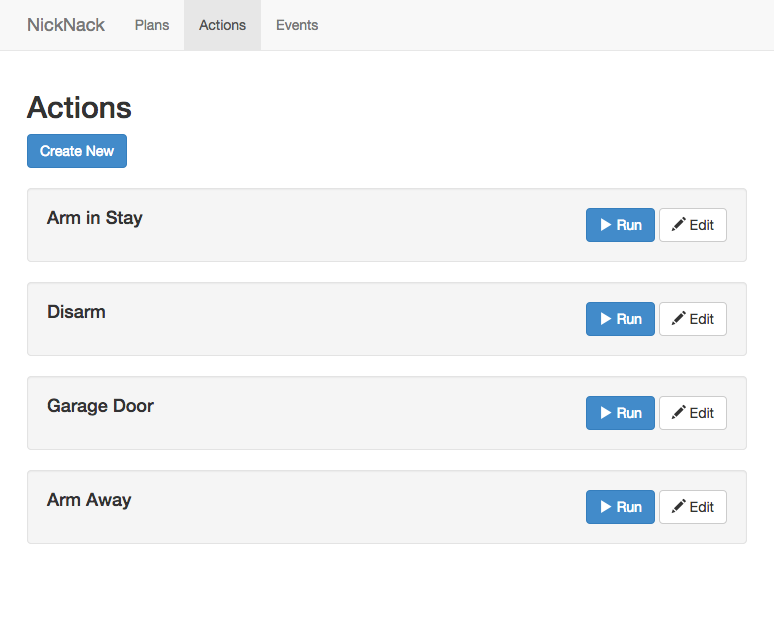 NickNack Plans Actions Events
Actions
Create New
Arm in Stay Run Edit
Disarm Run Edit
Garage Door Run Edit
Arm Away Run Edit